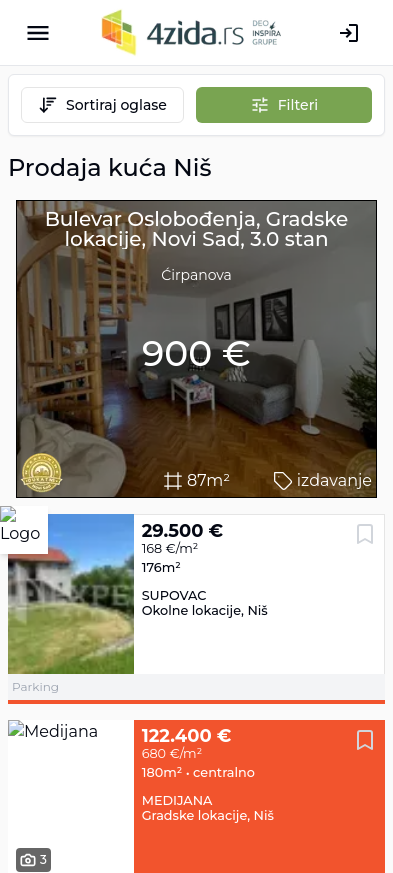 4zida.rs
DEO
INSPIRA
GRUPE
Sortiraj oglase
Filteri
Prodaja kuća Niš
Bulevar Oslobođenja, Gradske
lokacije, Novi Sad, 3.0 stan
Ćirpanova
900 €
87m²
izdavanje
Logo
29.500 €
168 €/m²
176m²
SUPOVAC
Okolne lokacije, Niš
Parking
Medijana
122.400 €
680 €/m²
180m² • centralno
MEDIJANA
Gradske lokacije, Niš
3